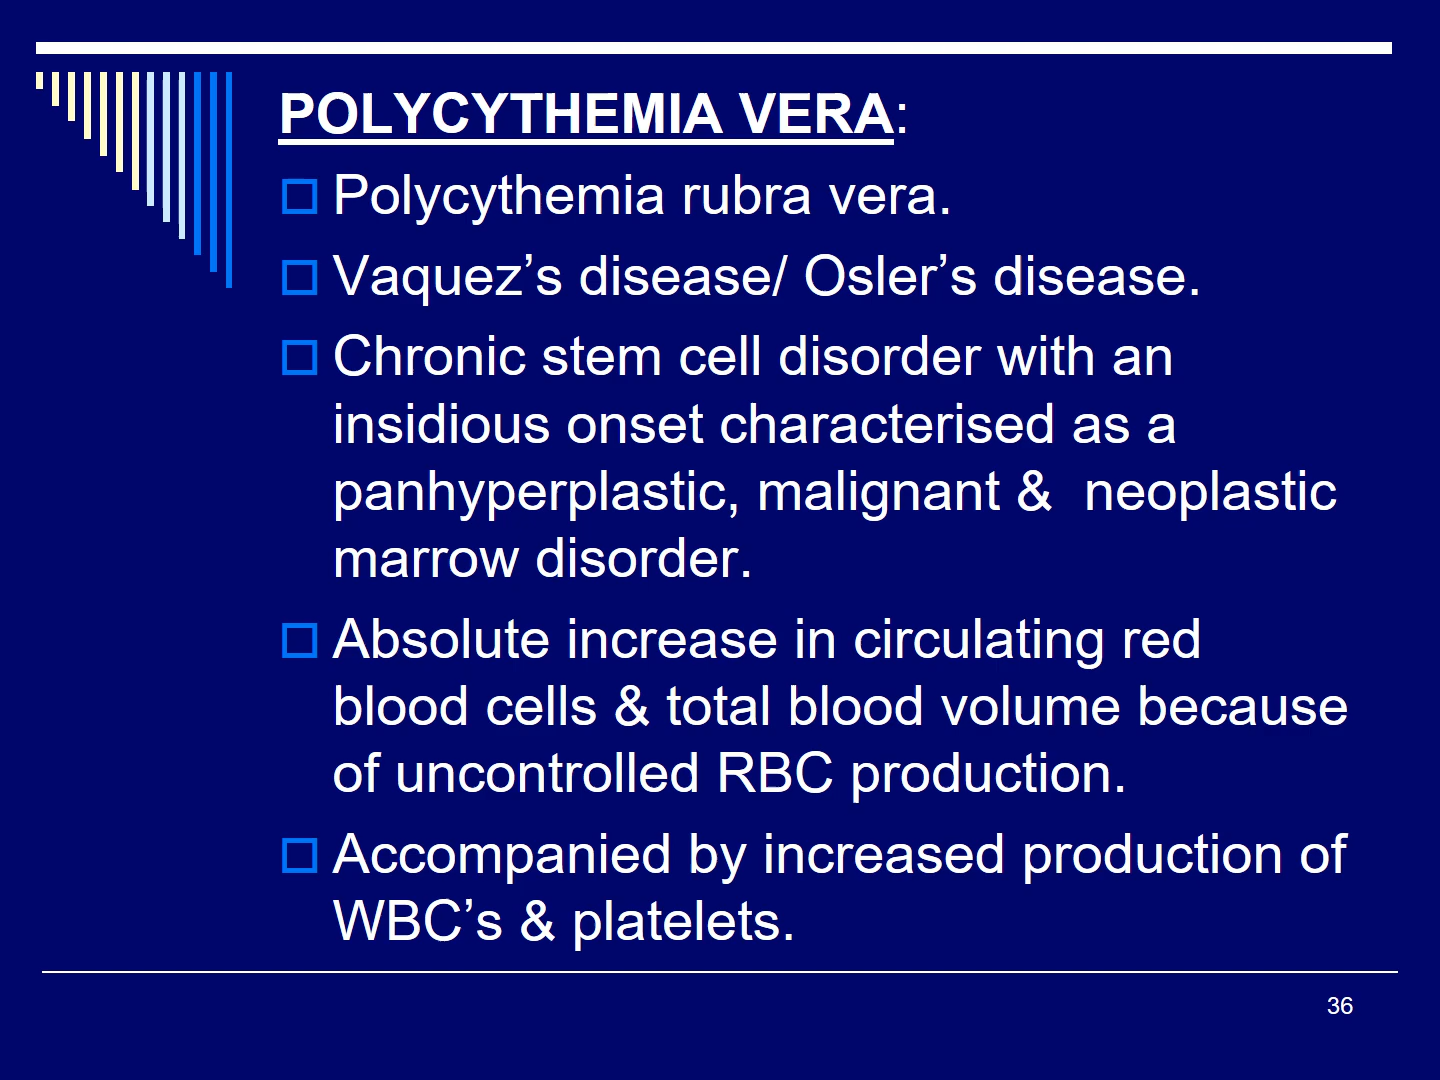 POLYCYTHEMIA VERA:
Polycythemia rubra vera.
Vaquez’s disease/ Osler’s disease.
Chronic stem cell disorder with an
insidious onset characterised as a
panhyperplastic, malignant &  neoplastic
marrow disorder.
Absolute increase in circulating red
blood cells & total blood volume because
of uncontrolled RBC production.
Accompanied by increased production of
WBC’s & platelets.
36